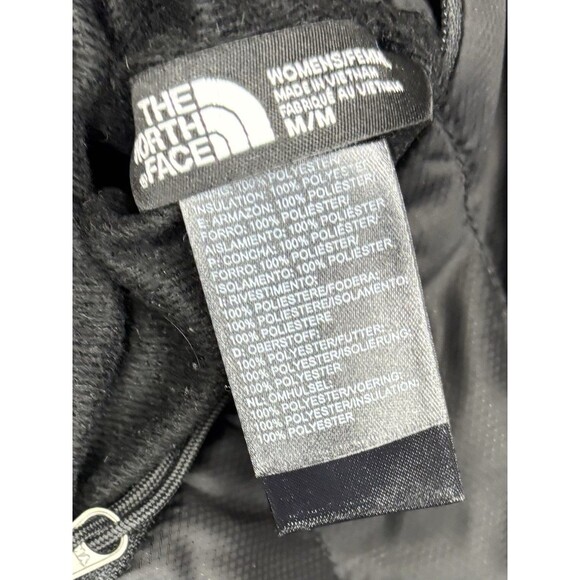 THE
NORTH
FACE
WOMENS/FEMME
MADE IN VIETNAM
FABRIQUÉ AU VIETNAM
M/M
100% POLYESTER/
INSULATION: 100% POLYESTER
E: ARMAZÓN: 100% POLIÉSTER/
FORRO: 100% POLIÉSTER/
AISLAMIENTO: 100% POLIÉSTER
P: CONCHA: 100% POLIÉSTER/
FORRO: 100% POLIÉSTER/
ISOLAMENTO: 100% POLIÉSTER
I: RIVESTIMENTO:
100% POLIESTERE/FODERA:
100% POLIESTERE/ISOLAMENTO:
100% POLIESTERE
D: OBERSTOFF:
100% POLYESTER/FUTTER:
100% POLYESTER/ISOLIERUNG:
100% POLYESTER
NL: OMHULSEL:
100% POLYESTER/VOERING:
100% POLYESTER/INSULATION:
100% POLYESTER